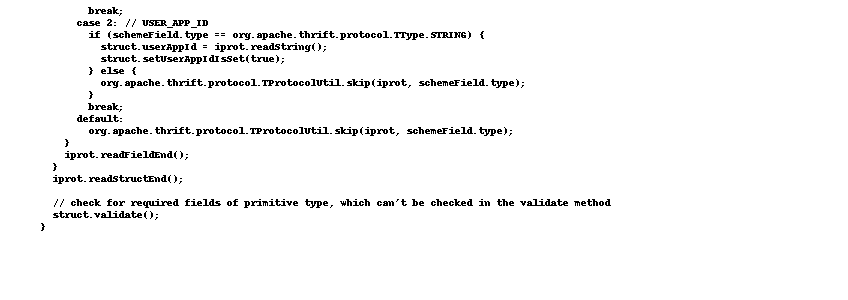 break;
case 2: // USER_APP_ID
if (schemeField.type == org.apache.thrift.protocol.TType.STRING) {
struct.userAppId = iprot.readString();
struct.setUserAppIdIsSet(true);
} else {
org.apache.thrift.protocol.TProtocolUtil.skip(iprot, schemeField.type);
}
break;
default:
org.apache.thrift.protocol.TProtocolUtil.skip(iprot, schemeField.type);
}
iprot.readFieldEnd();
}
iprot.readStructEnd();
// check for required fields of primitive type, which can't be checked in the validate method
struct.validate();
}